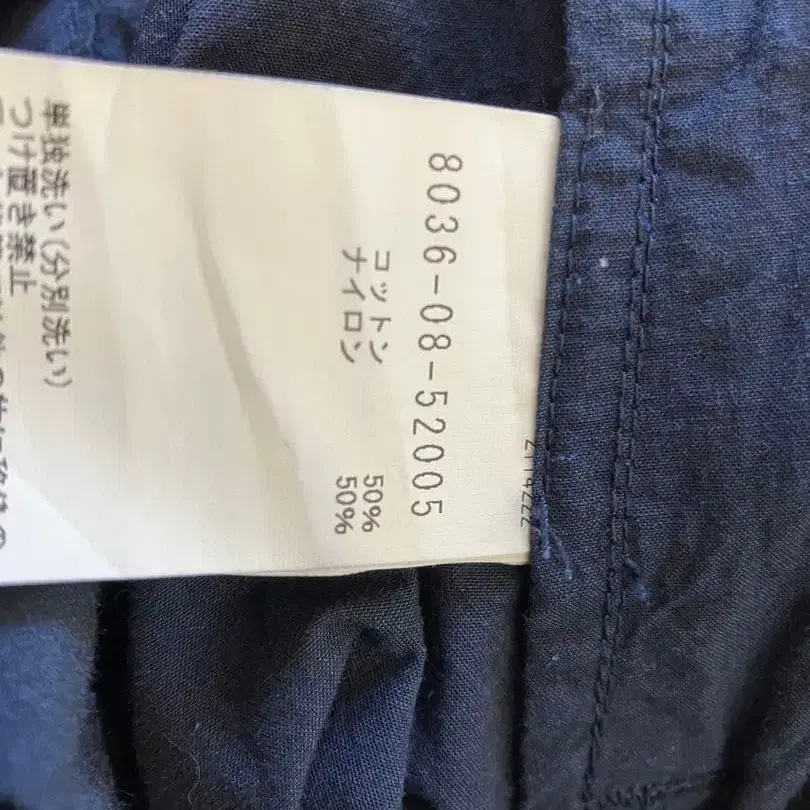 8036-08-52005
コットン 50%
ナイロン 50%
単独洗い(分別洗い)
つけ置き禁止